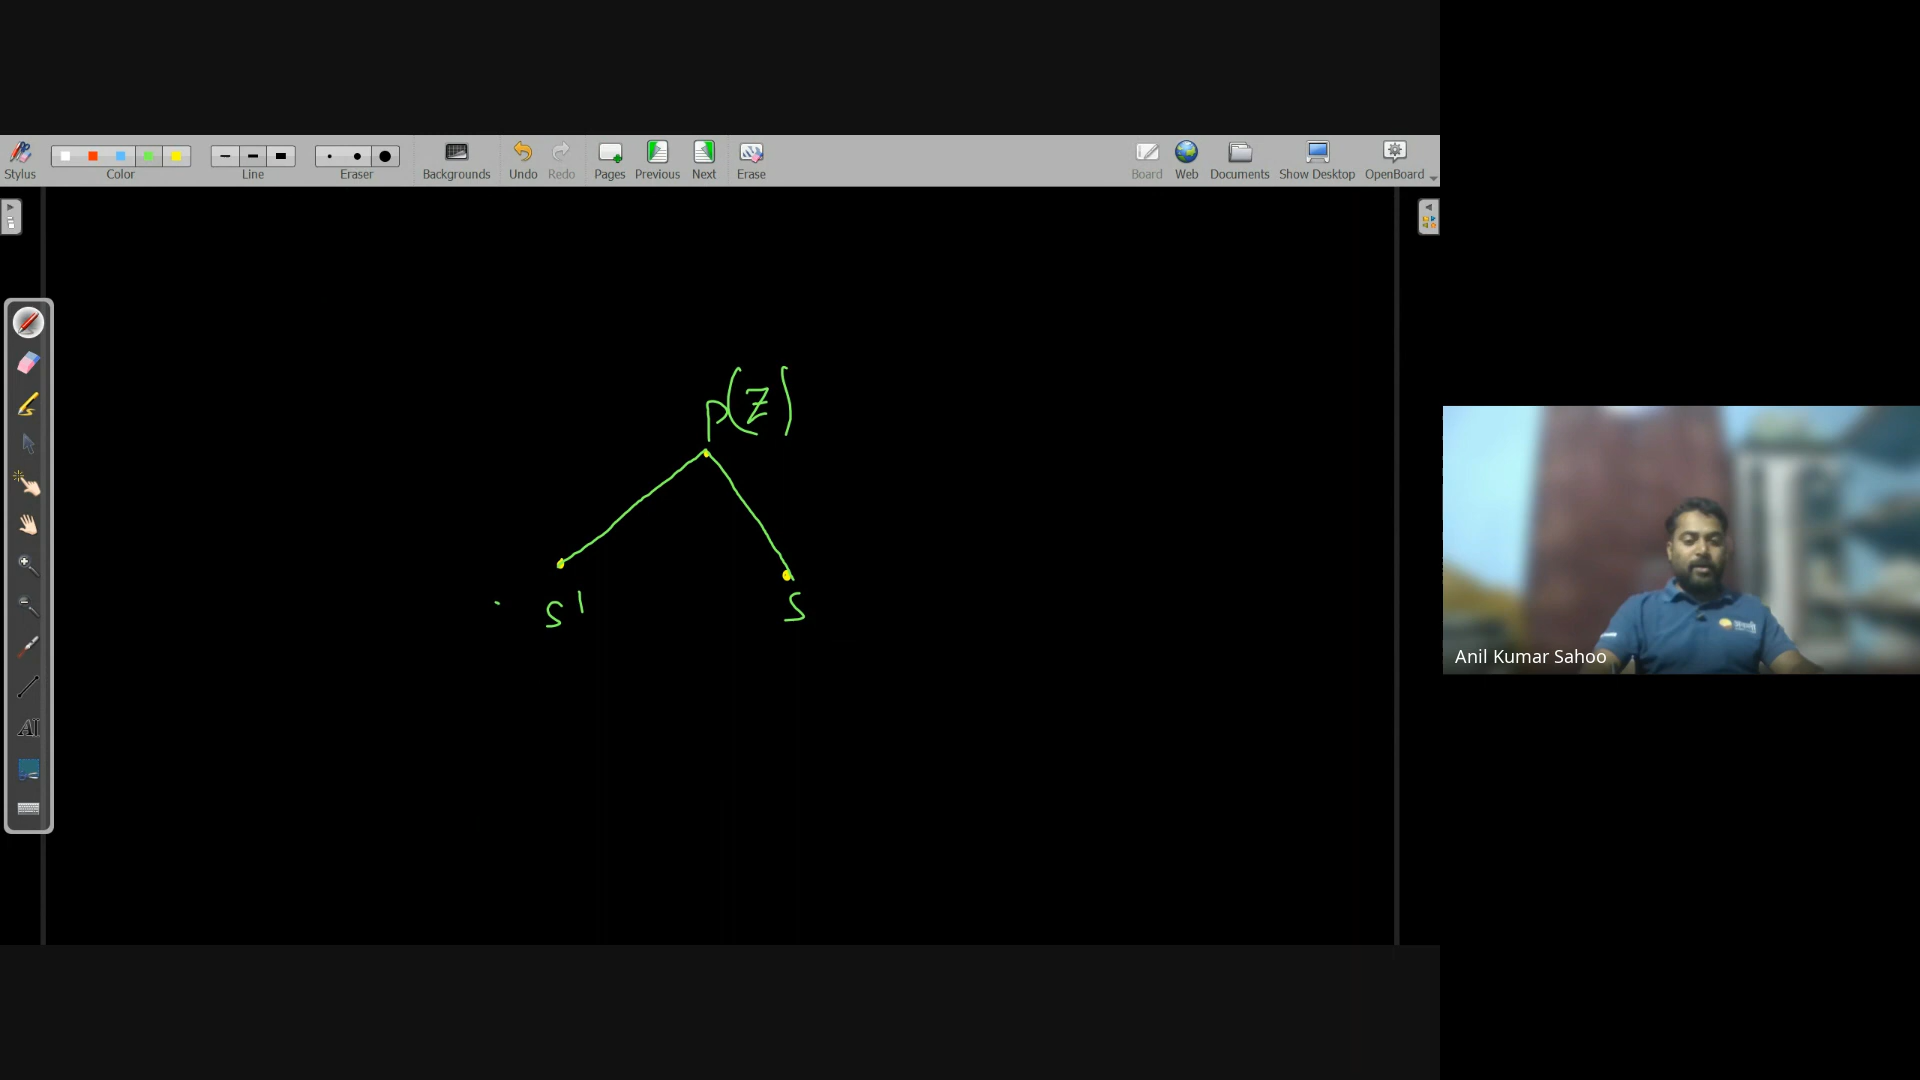 Stylus
Color
Line
Eraser
Backgrounds
Undo
Redo
Pages
Previous
Next
Erase
Board
Web
Documents
Show Desktop
OpenBoard
P(Z)
S'
S
AI
Anil Kumar Sahoo